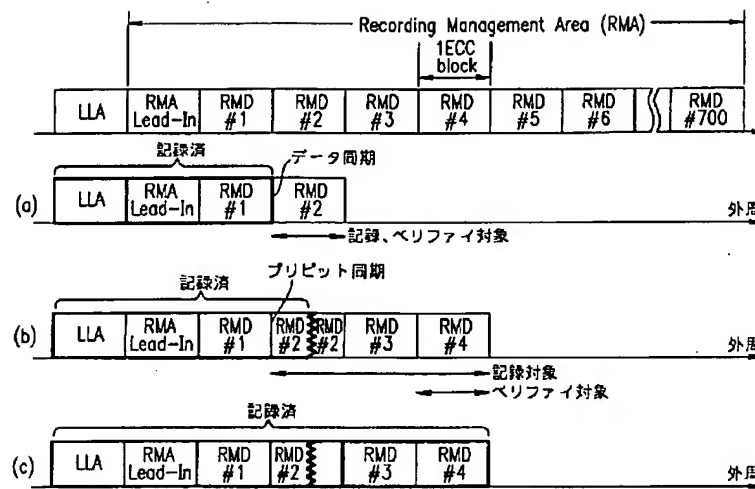 Recording Management Area (RMA)
1ECC
block
LLA
RMA
Lead-In
RMD
#1
RMD
#2
RMD
#3
RMD
#4
RMD
#5
RMD
#6
RMD
#700
記録済
データ同期
(a)
LLA
RMA
Lead-In
RMD
#1
RMD
#2
外周
記録、ベリファイ対象
記録済
プリピット同期
(b)
LLA
RMA
Lead-In
RMD
#1
RMD
#2
RMD
#2
RMD
#3
RMD
#4
外周
記録対象
ベリファイ対象
記録済
(c)
LLA
RMA
Lead-In
RMD
#1
RMD
#2
RMD
#3
RMD
#4
外周